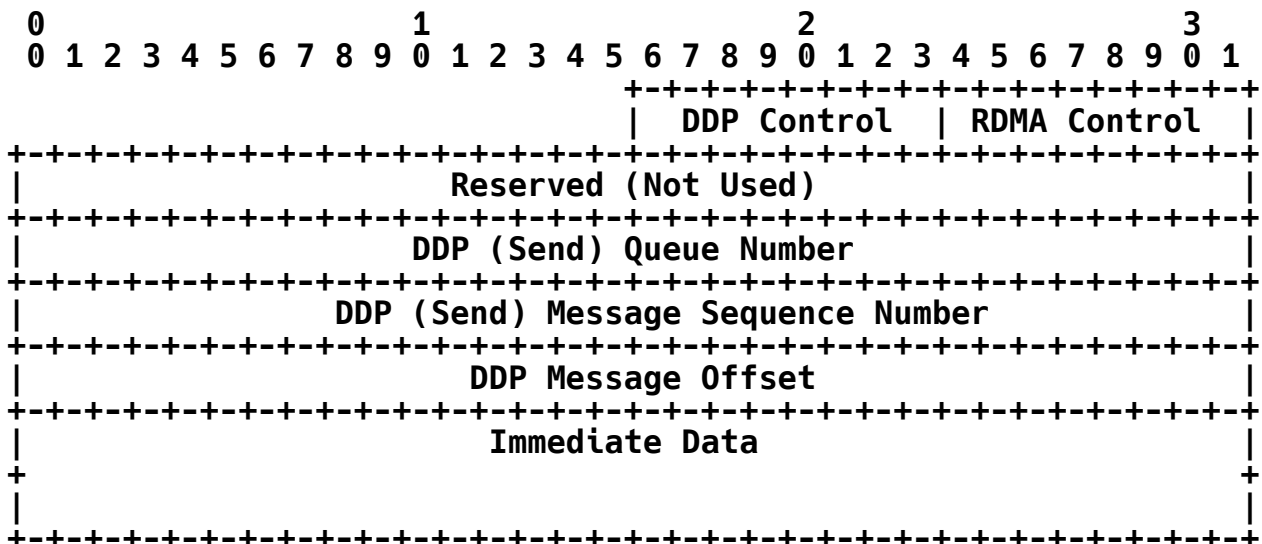 0                   1                   2                   3
 0 1 2 3 4 5 6 7 8 9 0 1 2 3 4 5 6 7 8 9 0 1 2 3 4 5 6 7 8 9 0 1
                                +-+-+-+-+-+-+-+-+-+-+-+-+-+-+-+-+
                                |  DDP Control  | RDMA Control  |
+-+-+-+-+-+-+-+-+-+-+-+-+-+-+-+-+-+-+-+-+-+-+-+-+-+-+-+-+-+-+-+-+
|                      Reserved (Not Used)                      |
+-+-+-+-+-+-+-+-+-+-+-+-+-+-+-+-+-+-+-+-+-+-+-+-+-+-+-+-+-+-+-+-+
|                    DDP (Send) Queue Number                    |
+-+-+-+-+-+-+-+-+-+-+-+-+-+-+-+-+-+-+-+-+-+-+-+-+-+-+-+-+-+-+-+-+
|                DDP (Send) Message Sequence Number             |
+-+-+-+-+-+-+-+-+-+-+-+-+-+-+-+-+-+-+-+-+-+-+-+-+-+-+-+-+-+-+-+-+
|                       DDP Message Offset                      |
+-+-+-+-+-+-+-+-+-+-+-+-+-+-+-+-+-+-+-+-+-+-+-+-+-+-+-+-+-+-+-+-+
|                        Immediate Data                         |
+                                                               +
|                                                               |
+-+-+-+-+-+-+-+-+-+-+-+-+-+-+-+-+-+-+-+-+-+-+-+-+-+-+-+-+-+-+-+-+